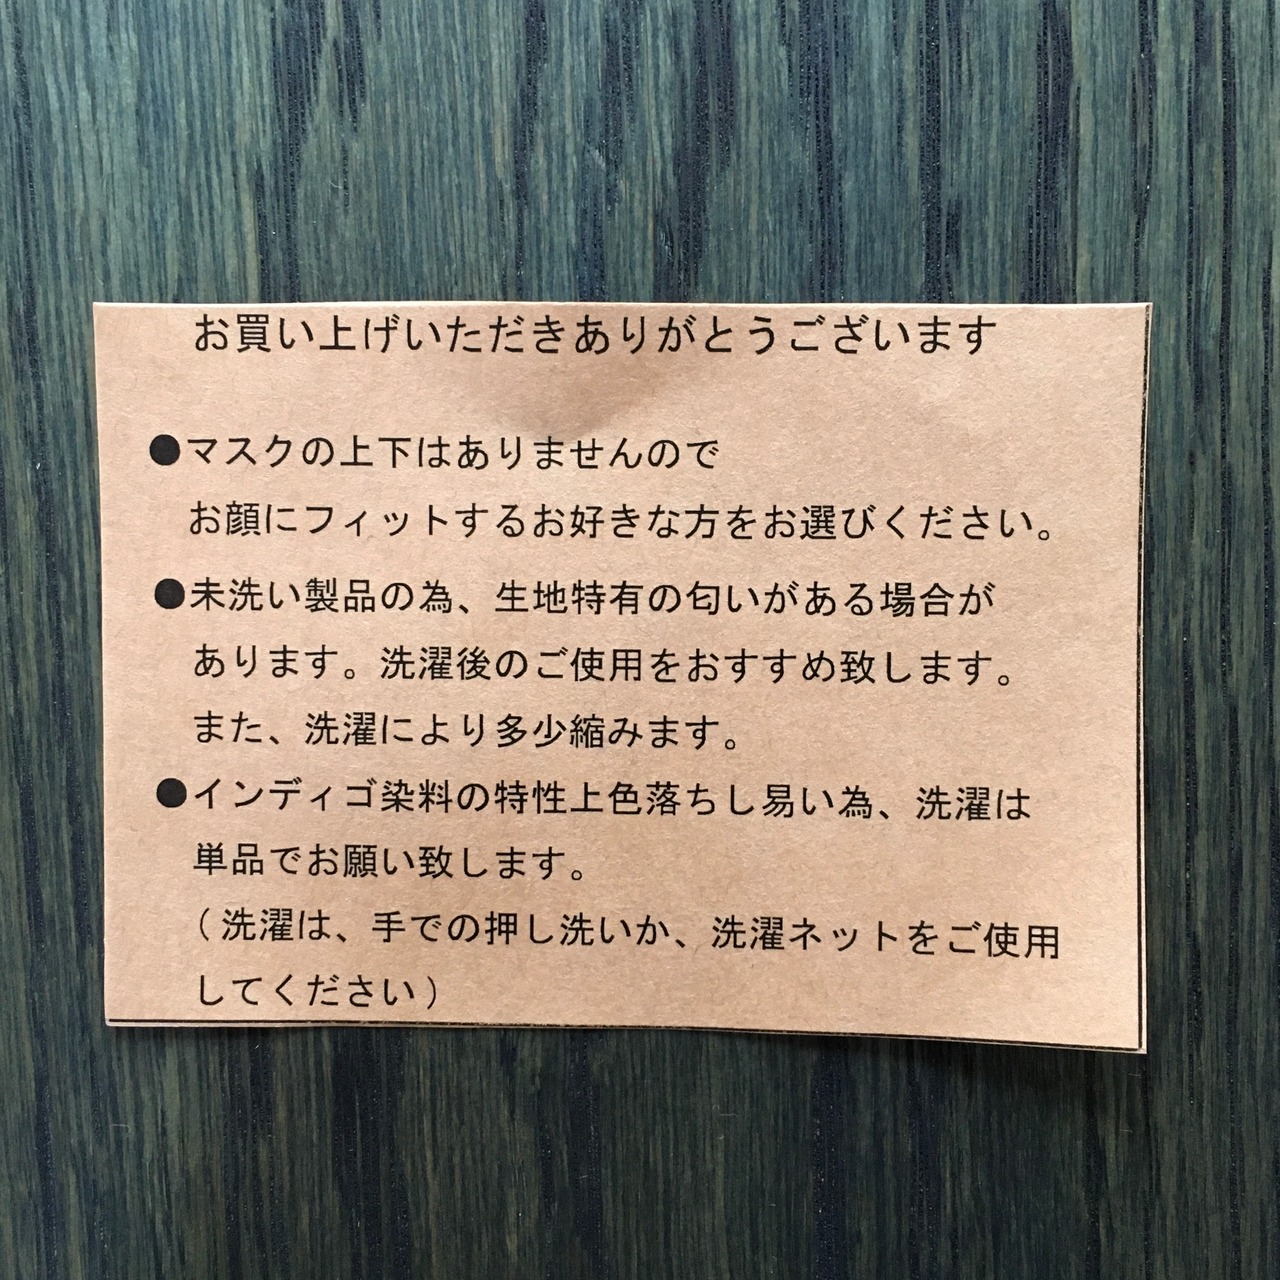 お買い上げいただきありがとうございます
●マスクの上下はありませんので
お顔にフィットするお好きな方をお選びください。
●未洗い製品の為、生地特有の匂いがある場合が
あります。洗濯後のご使用をおすすめ致します。
また、洗濯により多少縮みます。
●インディゴ染料の特性上色落ちし易い為、洗濯は
単品でお願い致します。
（洗濯は、手での押し洗いか、洗濯ネットをご使用
してください）